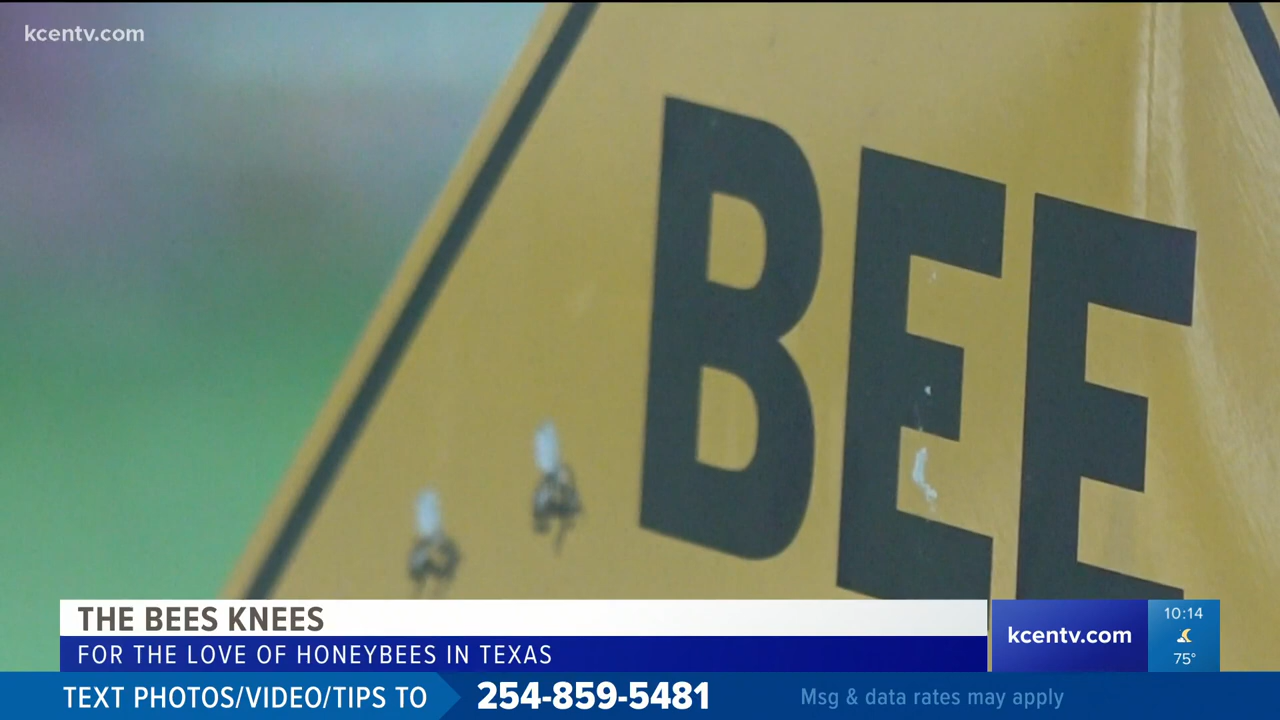 kcentv.com
BEE
THE BEES KNEES
FOR THE LOVE OF HONEYBEES IN TEXAS
kcentv.com
10:14
75°
TEXT PHOTOS/VIDEO/TIPS TO 254-859-5481 Msg & data rates may apply